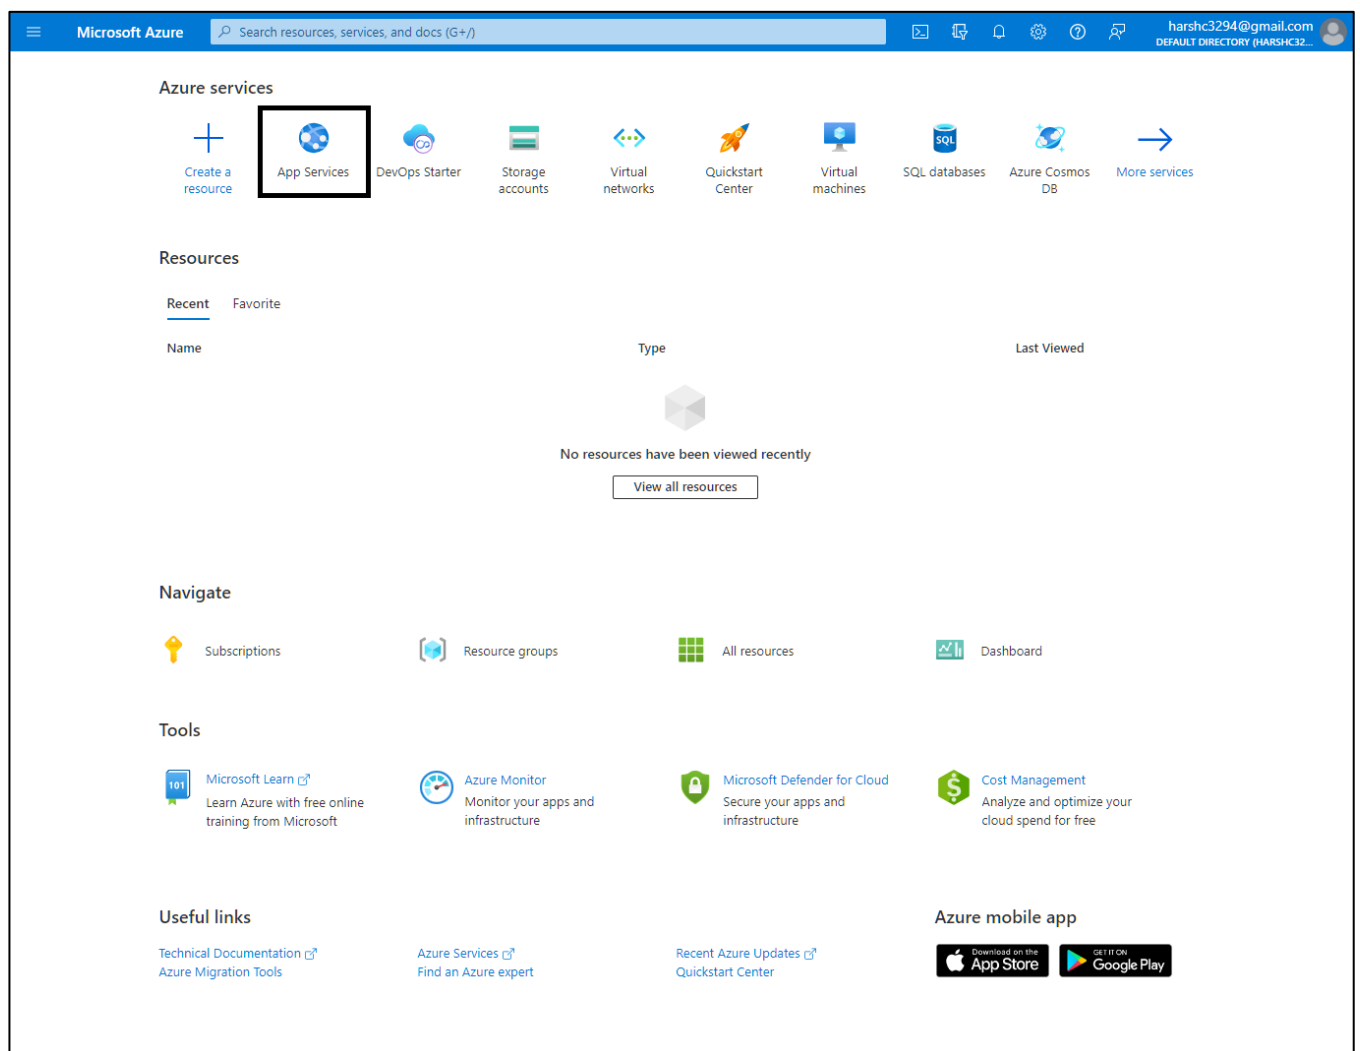 Microsoft Azure
Search resources, services, and docs (G+/)
harshc3294@gmail.com
DEFAULT DIRECTORY (HARSHC32...
Azure services
Create a
resource
App Services
DevOps Starter
Storage
accounts
Virtual
networks
Quickstart
Center
Virtual
machines
SQL
SQL databases
Azure Cosmos
DB
More services
Resources
Recent
Favorite
Name
Type
Last Viewed
No resources have been viewed recently
View all resources
Navigate
Subscriptions
Resource groups
All resources
Dashboard
Tools
101
Microsoft Learn
Learn Azure with free online
training from Microsoft
Azure Monitor
Monitor your apps and
infrastructure
Microsoft Defender for Cloud
Secure your apps and
infrastructure
Cost Management
Analyze and optimize your
cloud spend for free
Useful links
Technical Documentation
Azure Migration Tools
Azure Services
Find an Azure expert
Recent Azure Updates
Quickstart Center
Azure mobile app
Download on the
App Store
GET IT ON
Google Play